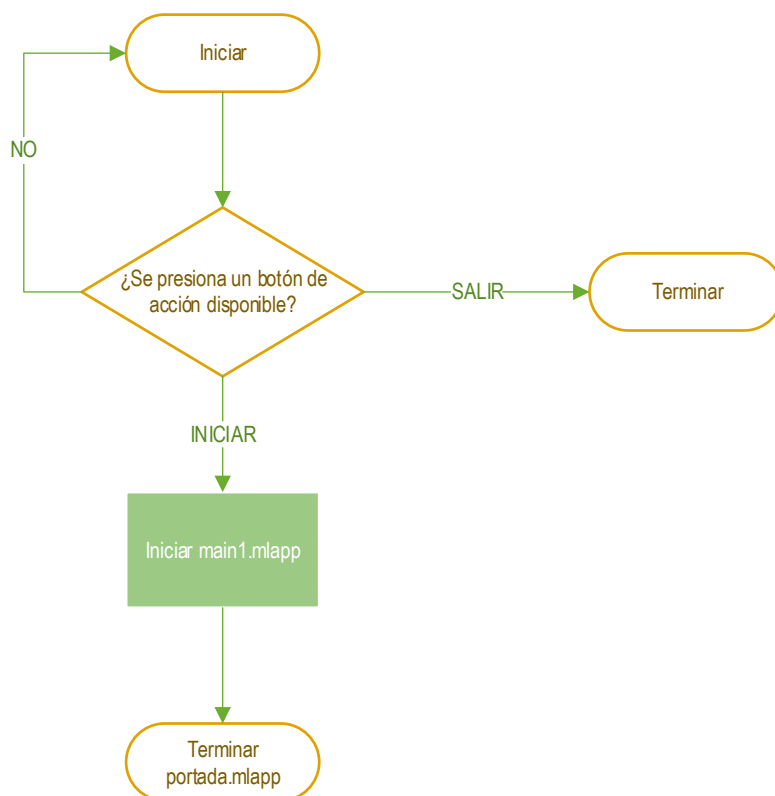 Iniciar
NO
¿Se presiona un botón de
acción disponible?
SALIR
Terminar
INICIAR
Iniciar main1.mlapp
Terminar
portada.mlapp